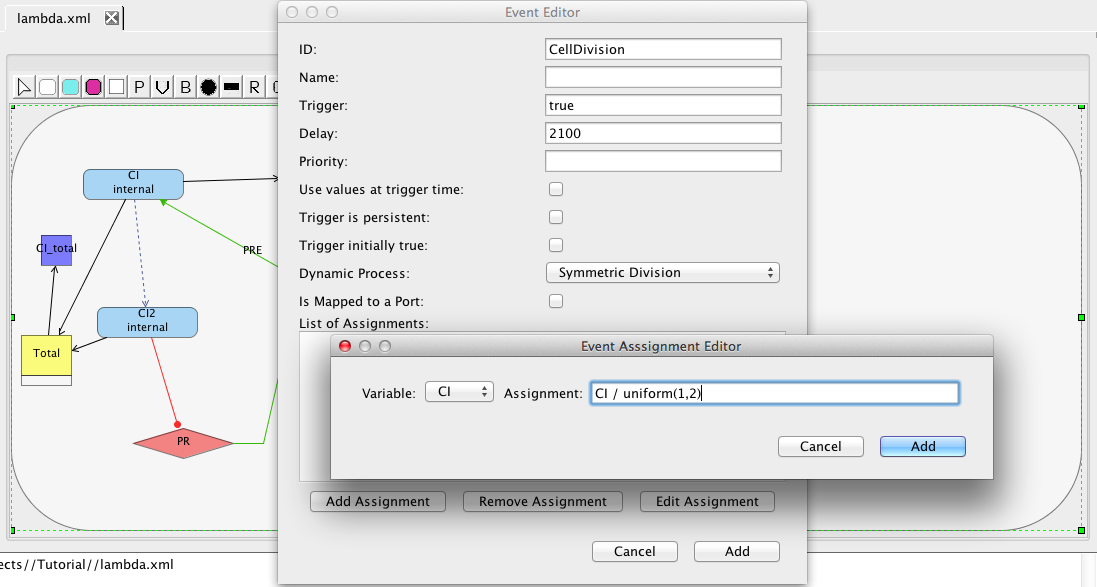 lambda.xml
P
B
R
CI
internal
CI_total
PRE
CI2
internal
Total
PR
ects//Tutorial//lambda.xml
Event Editor
ID: CellDivision
Name:
Trigger: true
Delay: 2100
Priority:
Use values at trigger time:
Trigger is persistent:
Trigger initially true:
Dynamic Process: Symmetric Division
Is Mapped to a Port:
List of Assignments:
Event Asssignment Editor
Variable: CI Assignment: CI / uniform(1,2)
Cancel Add
Add Assignment Remove Assignment Edit Assignment
Cancel Add